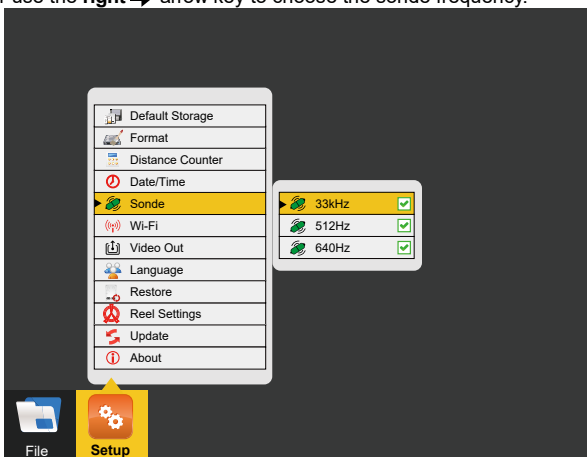 use the right → arrow key to choose the sonde frequency.
Default Storage
Format
Distance Counter
Date/Time
Sonde
Wi-Fi
Video Out
Language
Restore
Reel Settings
Update
About
33kHz
512Hz
640Hz
File
Setup